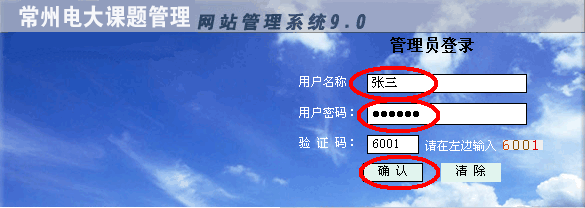 常州电大课题管理 网站管理系统9.0
管理员登录
用户名称： 张三
用户密码： ●●●●●●
验 证 码： 6001 请在左边输入 6001
确 认 清 除